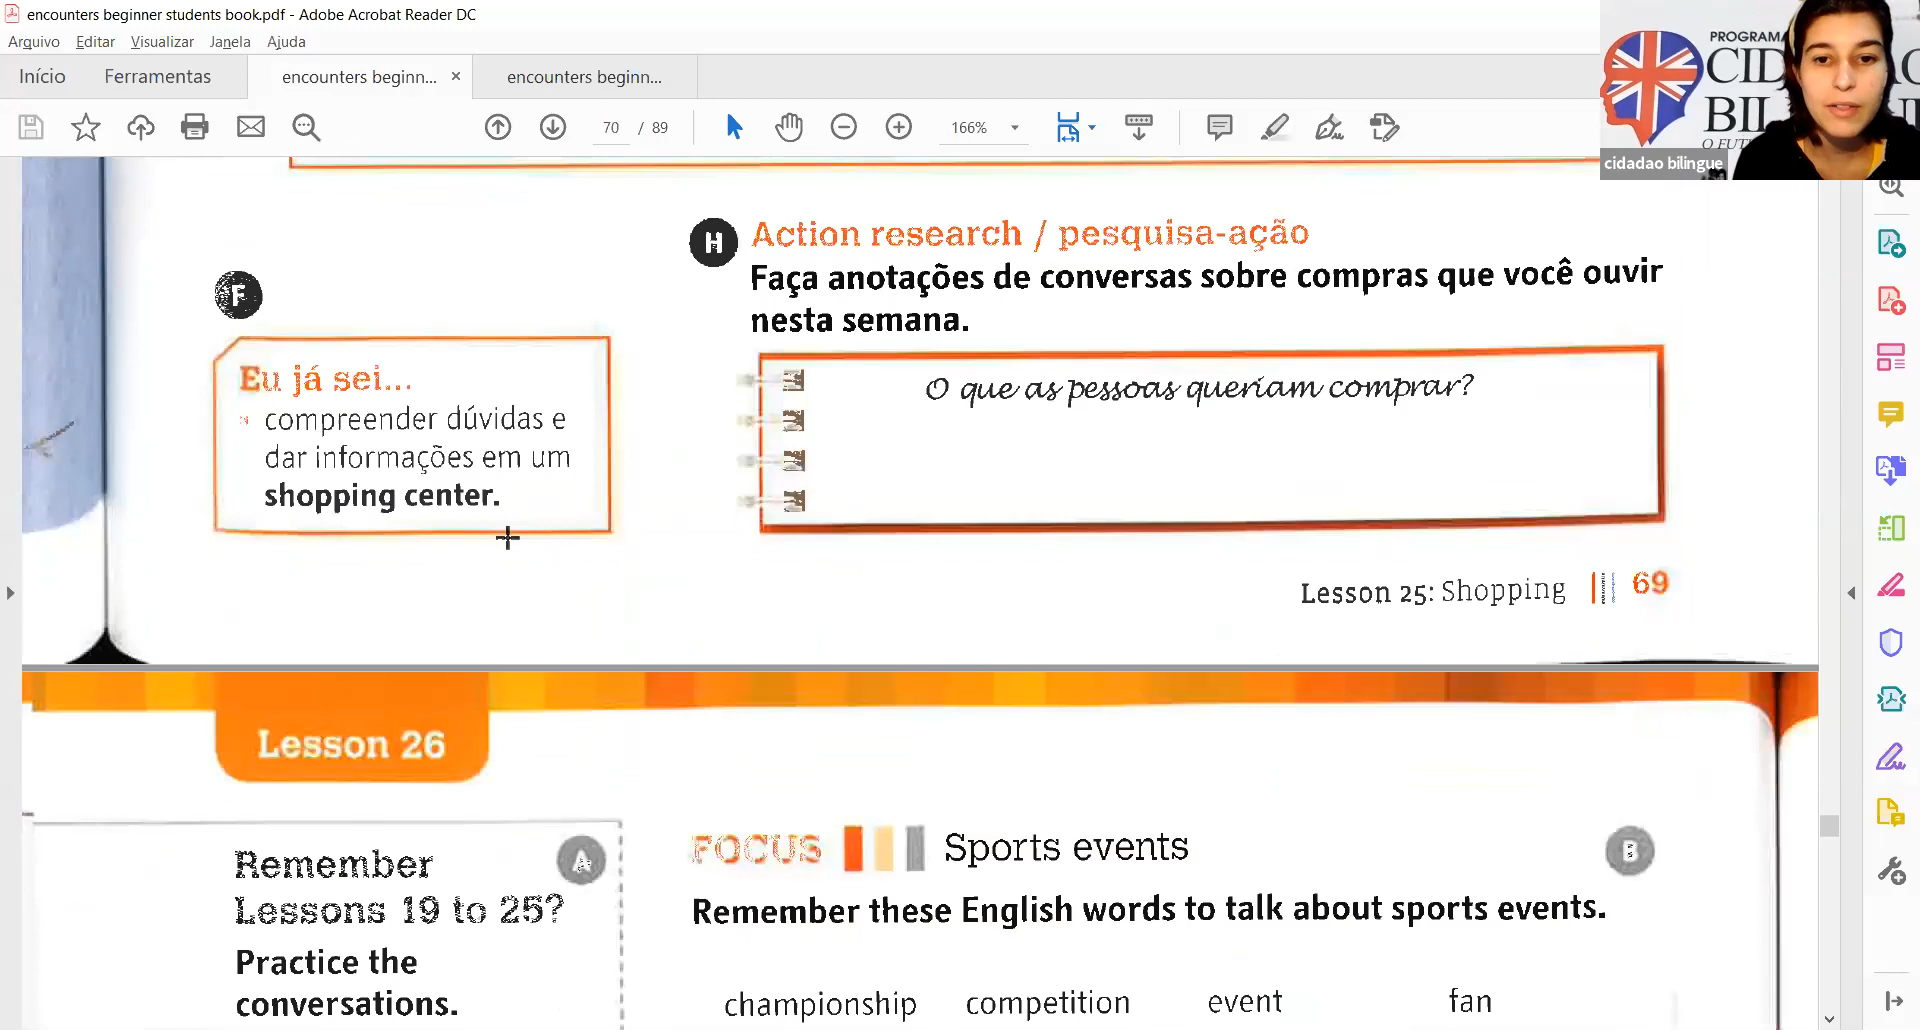 encounters beginner students book.pdf - Adobe Acrobat Reader DC
Arquivo Editar Visualizar Janela Ajuda
Início Ferramentas encounters beginn... × encounters beginn...
70 / 89 166%
PROGRAMA
CID
BIL
O FUT
cidadao bilingue
H Action research / pesquisa-ação
Faça anotações de conversas sobre compras que você ouvir
nesta semana.
O que as pessoas queriam comprar?
F
Eu já sei...
compreender dúvidas e
dar informações em um
shopping center.
Lesson 25: Shopping 69
Lesson 26
A
Remember
Lessons 19 to 25?
Practice the
conversations.
FOCUS Sports events B
Remember these English words to talk about sports events.
championship competition event fan